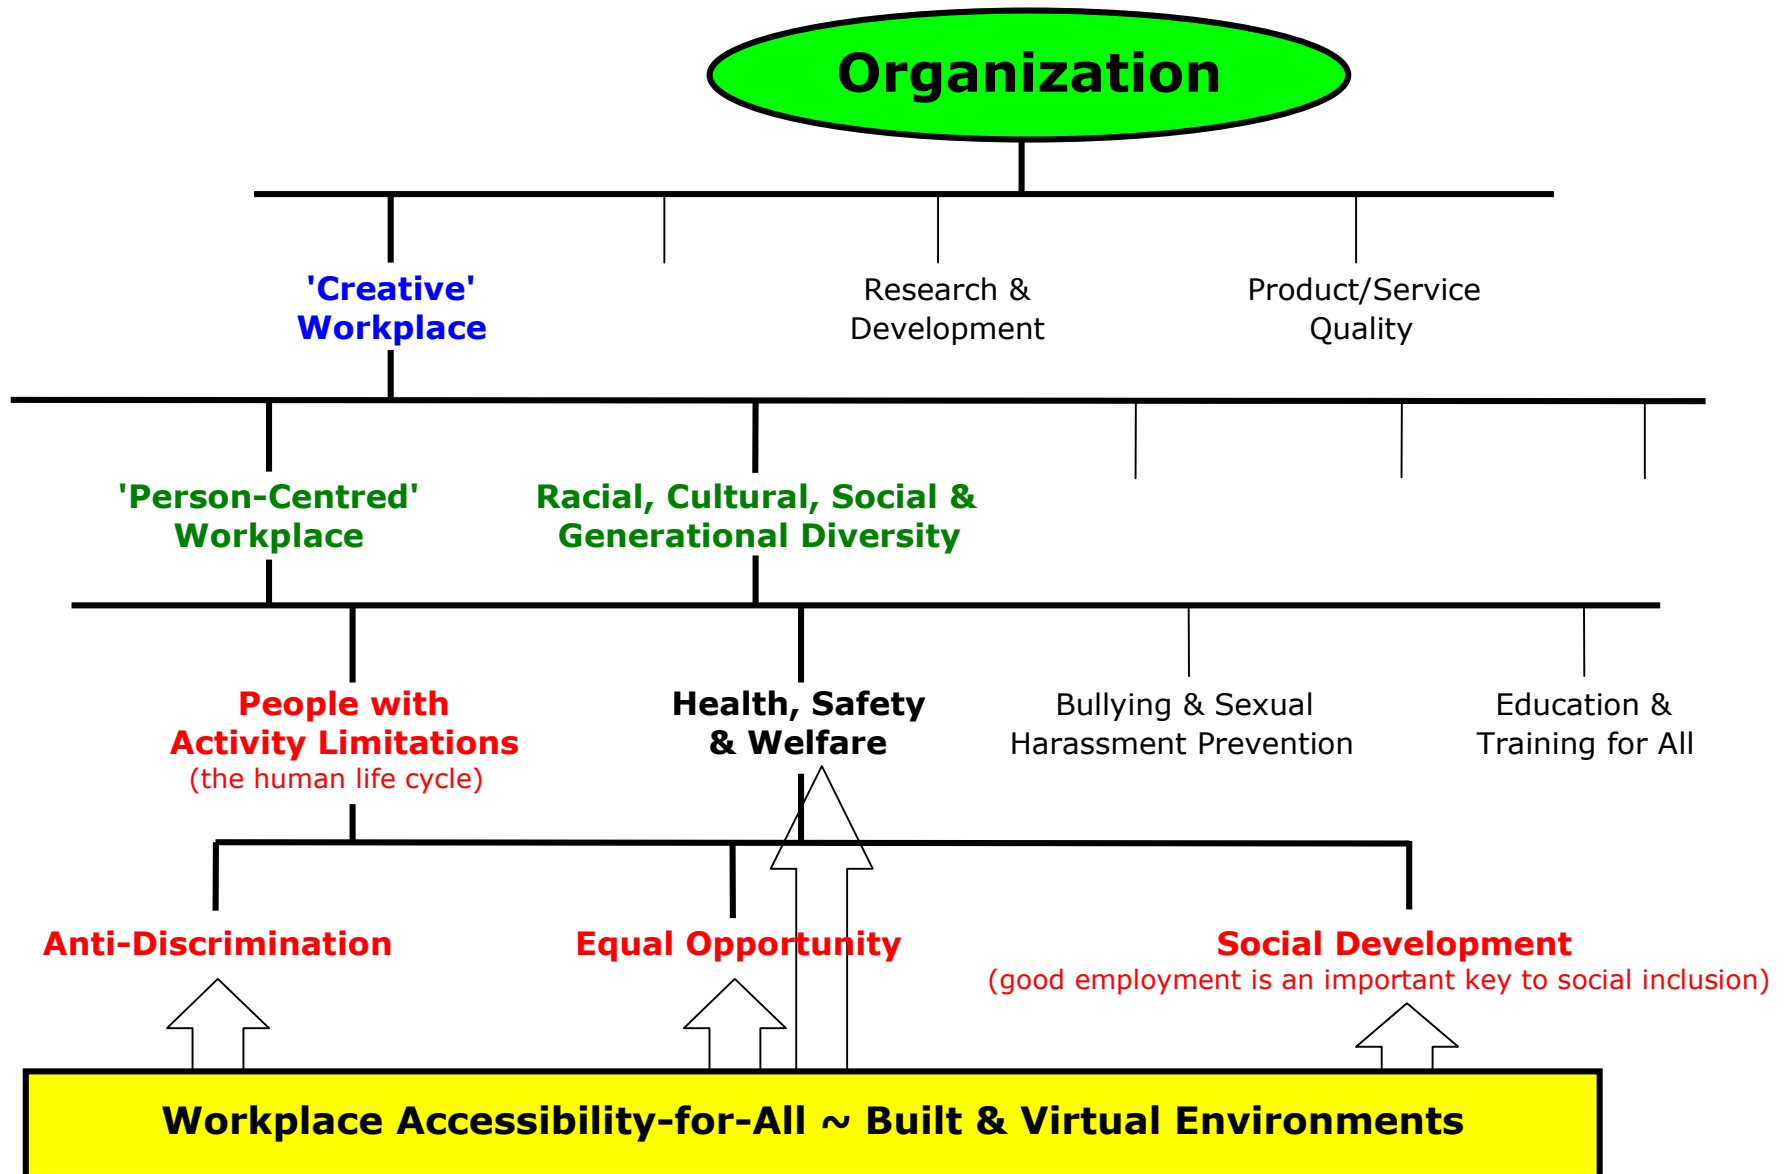 Organization
'Creative'
Workplace
Research &
Development
Product/Service
Quality
'Person-Centred'
Workplace
Racial, Cultural, Social &
Generational Diversity
People with
Activity Limitations
(the human life cycle)
Health, Safety
& Welfare
Bullying & Sexual
Harassment Prevention
Education &
Training for All
Anti-Discrimination
Equal Opportunity
Social Development
(good employment is an important key to social inclusion)
Workplace Accessibility-for-All ~ Built & Virtual Environments